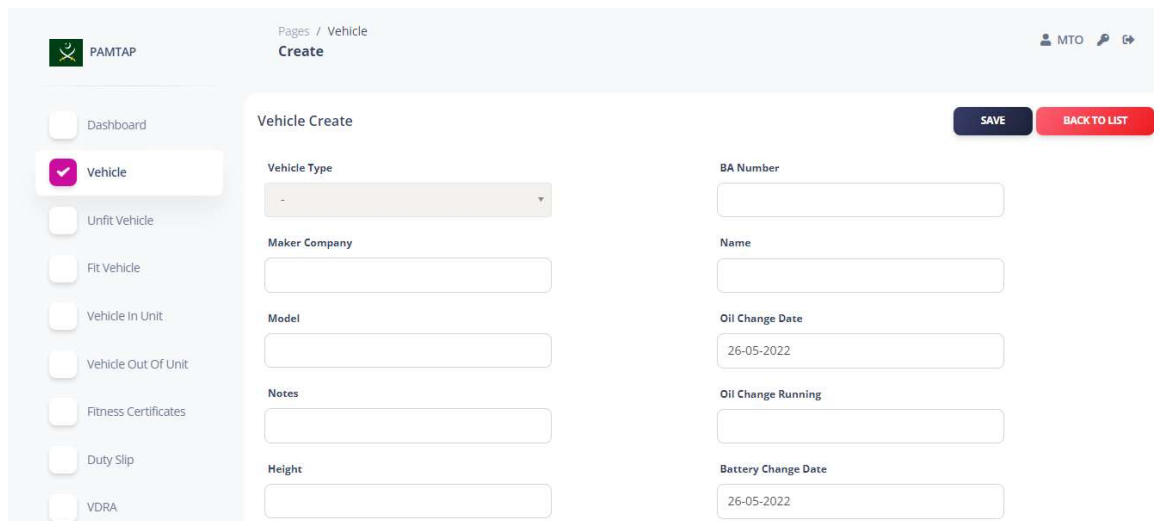 PAMTAP
Pages / Vehicle
Create
MTO
Dashboard
Vehicle
Unfit Vehicle
Fit Vehicle
Vehicle In Unit
Vehicle Out Of Unit
Fitness Certificates
Duty Slip
VDRA
Vehicle Create
SAVE
BACK TO LIST
Vehicle Type
-
BA Number
Maker Company
Name
Model
Oil Change Date
26-05-2022
Notes
Oil Change Running
Height
Battery Change Date
26-05-2022